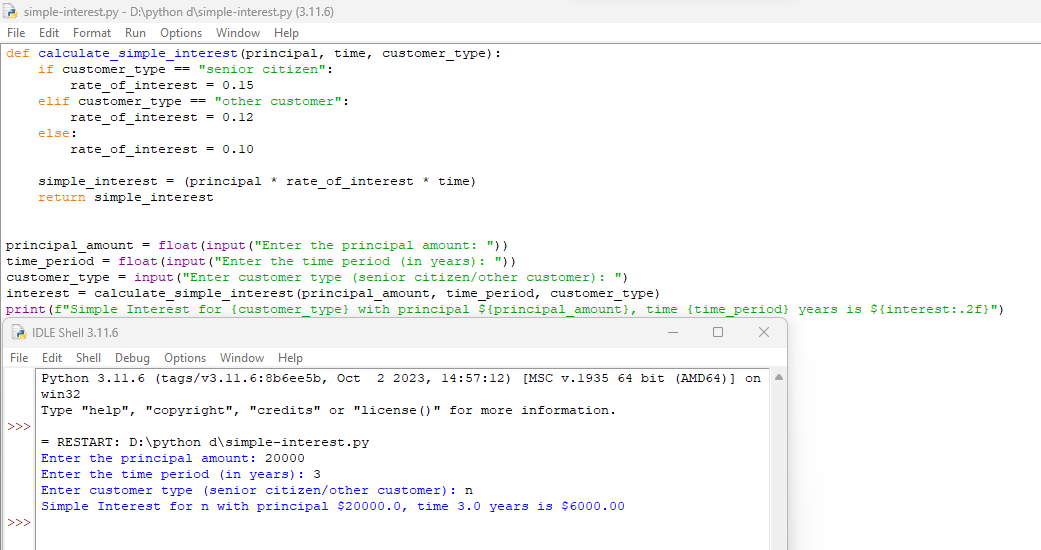 simple-interest.py - D:\python d\simple-interest.py (3.11.6)
File Edit Format Run Options Window Help
def calculate_simple_interest(principal, time, customer_type):
    if customer_type == "senior citizen":
        rate_of_interest = 0.15
    elif customer_type == "other customer":
        rate_of_interest = 0.12
    else:
        rate_of_interest = 0.10
    simple_interest = (principal * rate_of_interest * time)
    return simple_interest
principal_amount = float(input("Enter the principal amount: "))
time_period = float(input("Enter the time period (in years): "))
customer_type = input("Enter customer type (senior citizen/other customer): ")
interest = calculate_simple_interest(principal_amount, time_period, customer_type)
print(f"Simple Interest for {customer_type} with principal ${principal_amount}, time {time_period} years is ${interest:.2f}")
IDLE Shell 3.11.6
File Edit Shell Debug Options Window Help
Python 3.11.6 (tags/v3.11.6:8b6ee5b, Oct  2 2023, 14:57:12) [MSC v.1935 64 bit (AMD64)] on
win32
Type "help", "copyright", "credits" or "license()" for more information.
>>>
= RESTART: D:\python d\simple-interest.py
Enter the principal amount: 20000
Enter the time period (in years): 3
Enter customer type (senior citizen/other customer): n
Simple Interest for n with principal $20000.0, time 3.0 years is $6000.00
>>>